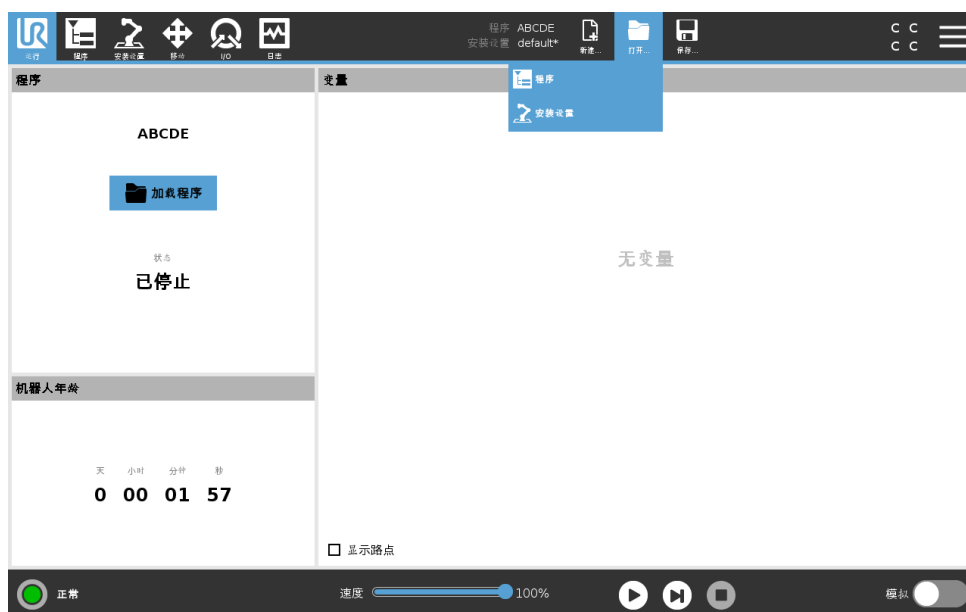 UR
运行
程序
安装设置
移动
I/O
日志
程序 ABCDE
安装设置 default*
新建...
打开...
保存...
C C
C C
程序
安装设置
程序
ABCDE
加载程序
状态
已停止
变量
无变量
显示路点
机器人年龄
天 小时 分钟 秒
0 00 01 57
正常
速度 100%
模拟